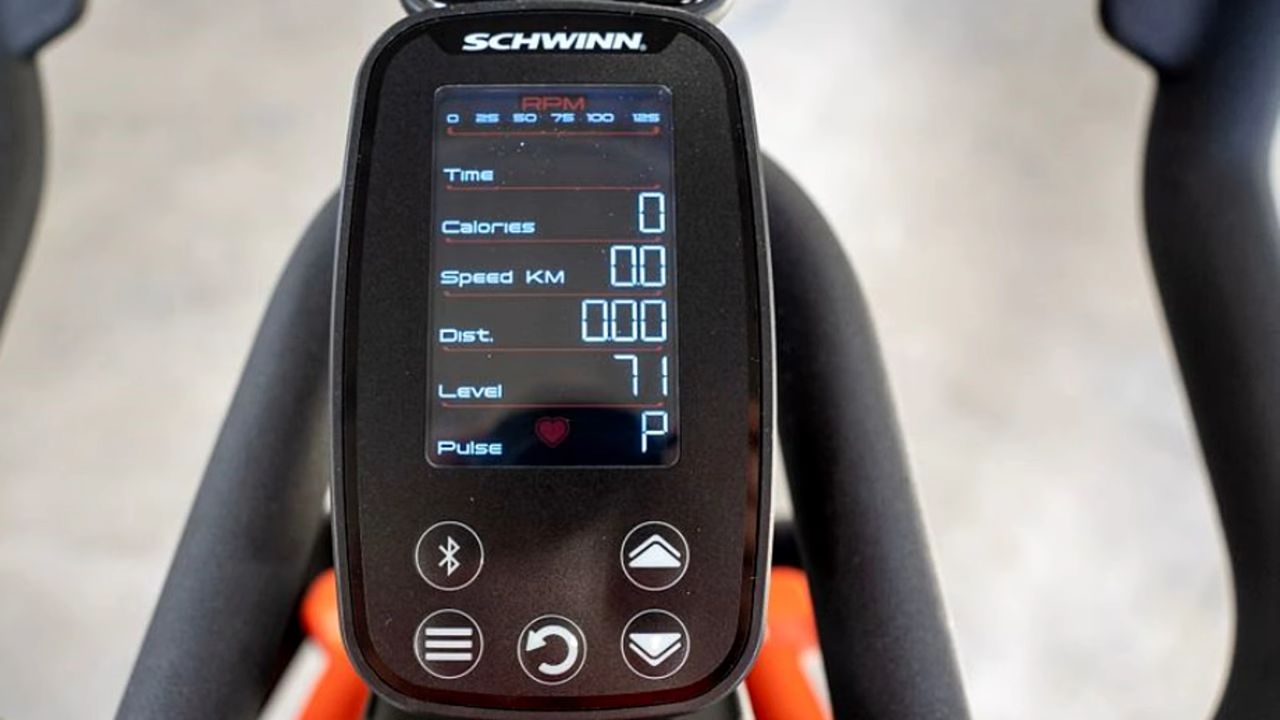 SCHWINN®
RPM
0 25 50 75 100 125
Time
Calories 0
Speed KM 0.0
Dist. 0.00
Level 71
Pulse P